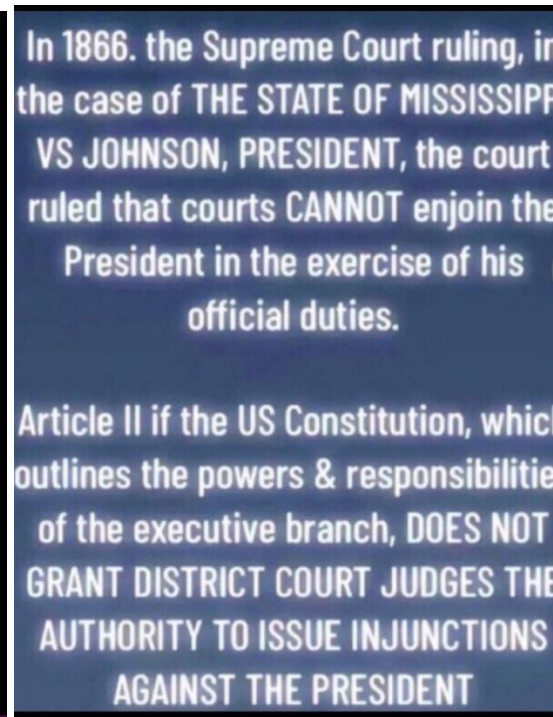 In 1866. the Supreme Court ruling, in
the case of THE STATE OF MISSISSIPP
VS JOHNSON, PRESIDENT, the court
ruled that courts CANNOT enjoin the
President in the exercise of his
official duties.
Article II if the US Constitution, which
outlines the powers & responsibilitie
of the executive branch, DOES NOT
GRANT DISTRICT COURT JUDGES THE
AUTHORITY TO ISSUE INJUNCTIONS
AGAINST THE PRESIDENT